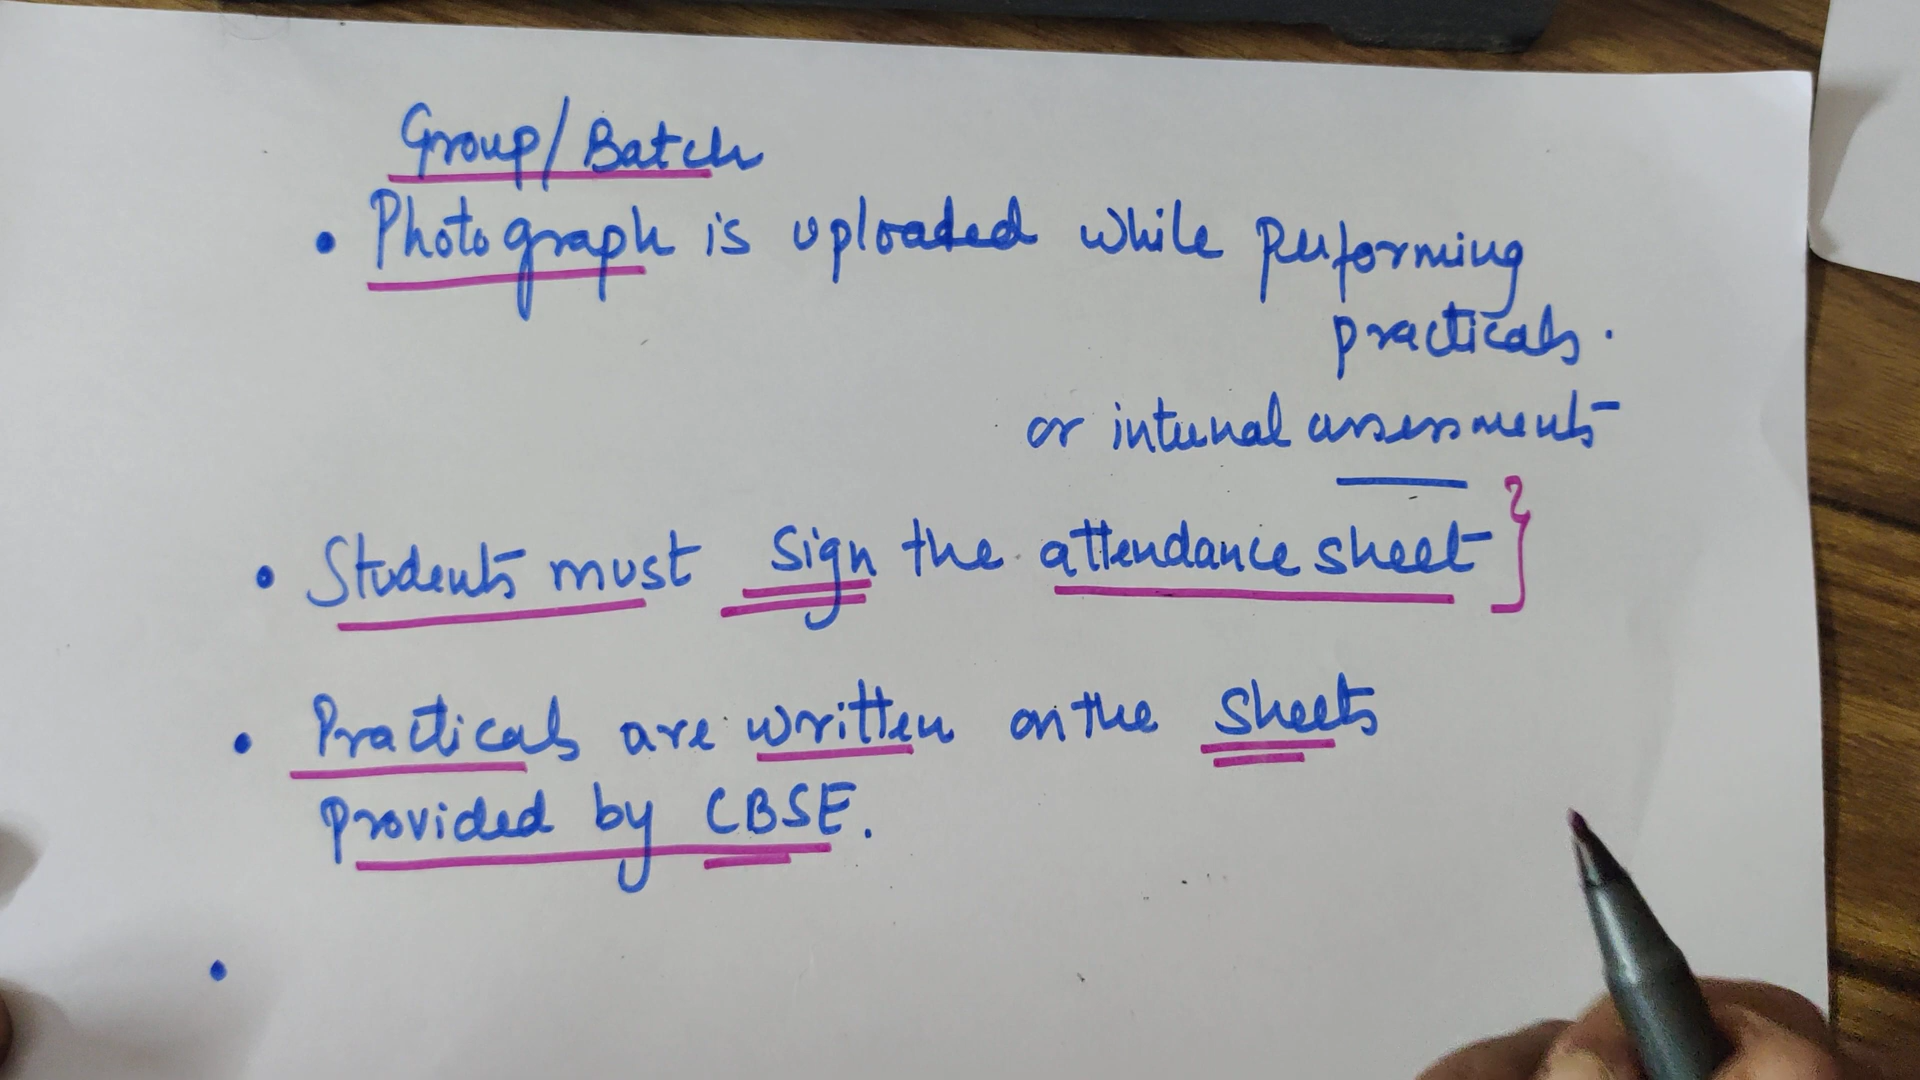 Group/Batch
• Photograph is uploaded while performing
practicals.
or internal assessments
• Students must sign the attendance sheet
• Practicals are written on the sheets
provided by CBSE.
•